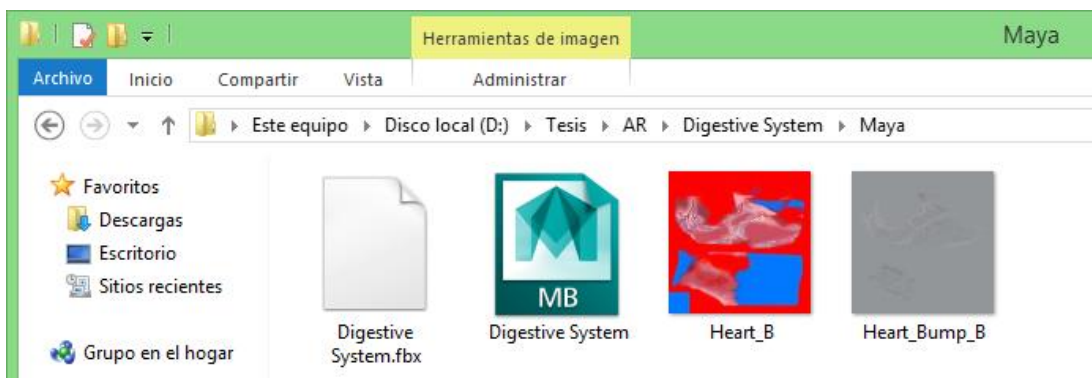 Herramientas de imagen
Maya
Archivo Inicio Compartir Vista Administrar
Este equipo Disco local (D:) Tesis AR Digestive System Maya
Favoritos
Descargas
Escritorio
Sitios recientes
Grupo en el hogar
MB
Digestive
System.fbx
Digestive System
Heart_B
Heart_Bump_B